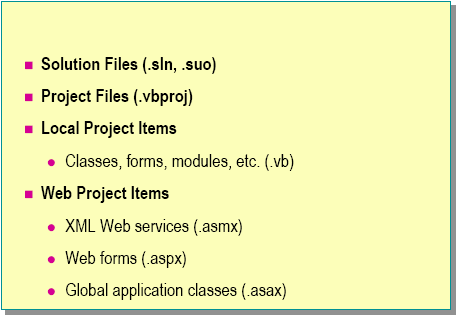 Solution Files (.sln, .suo)
Project Files (.vbproj)
Local Project Items
Classes, forms, modules, etc. (.vb)
Web Project Items
XML Web services (.asmx)
Web forms (.aspx)
Global application classes (.asax)